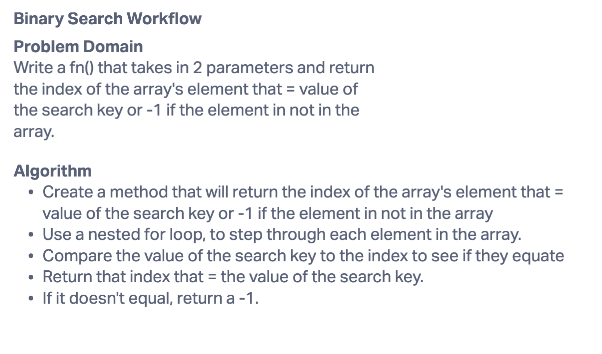 Binary Search Workflow
Problem Domain
Write a fn() that takes in 2 parameters and return
the index of the array's element that = value of
the search key or -1 if the element in not in the
array.
Algorithm
• Create a method that will return the index of the array's element that =
value of the search key or -1 if the element in not in the array
• Use a nested for loop, to step through each element in the array.
• Compare the value of the search key to the index to see if they equate
• Return that index that = the value of the search key.
• If it doesn't equal, return a -1.